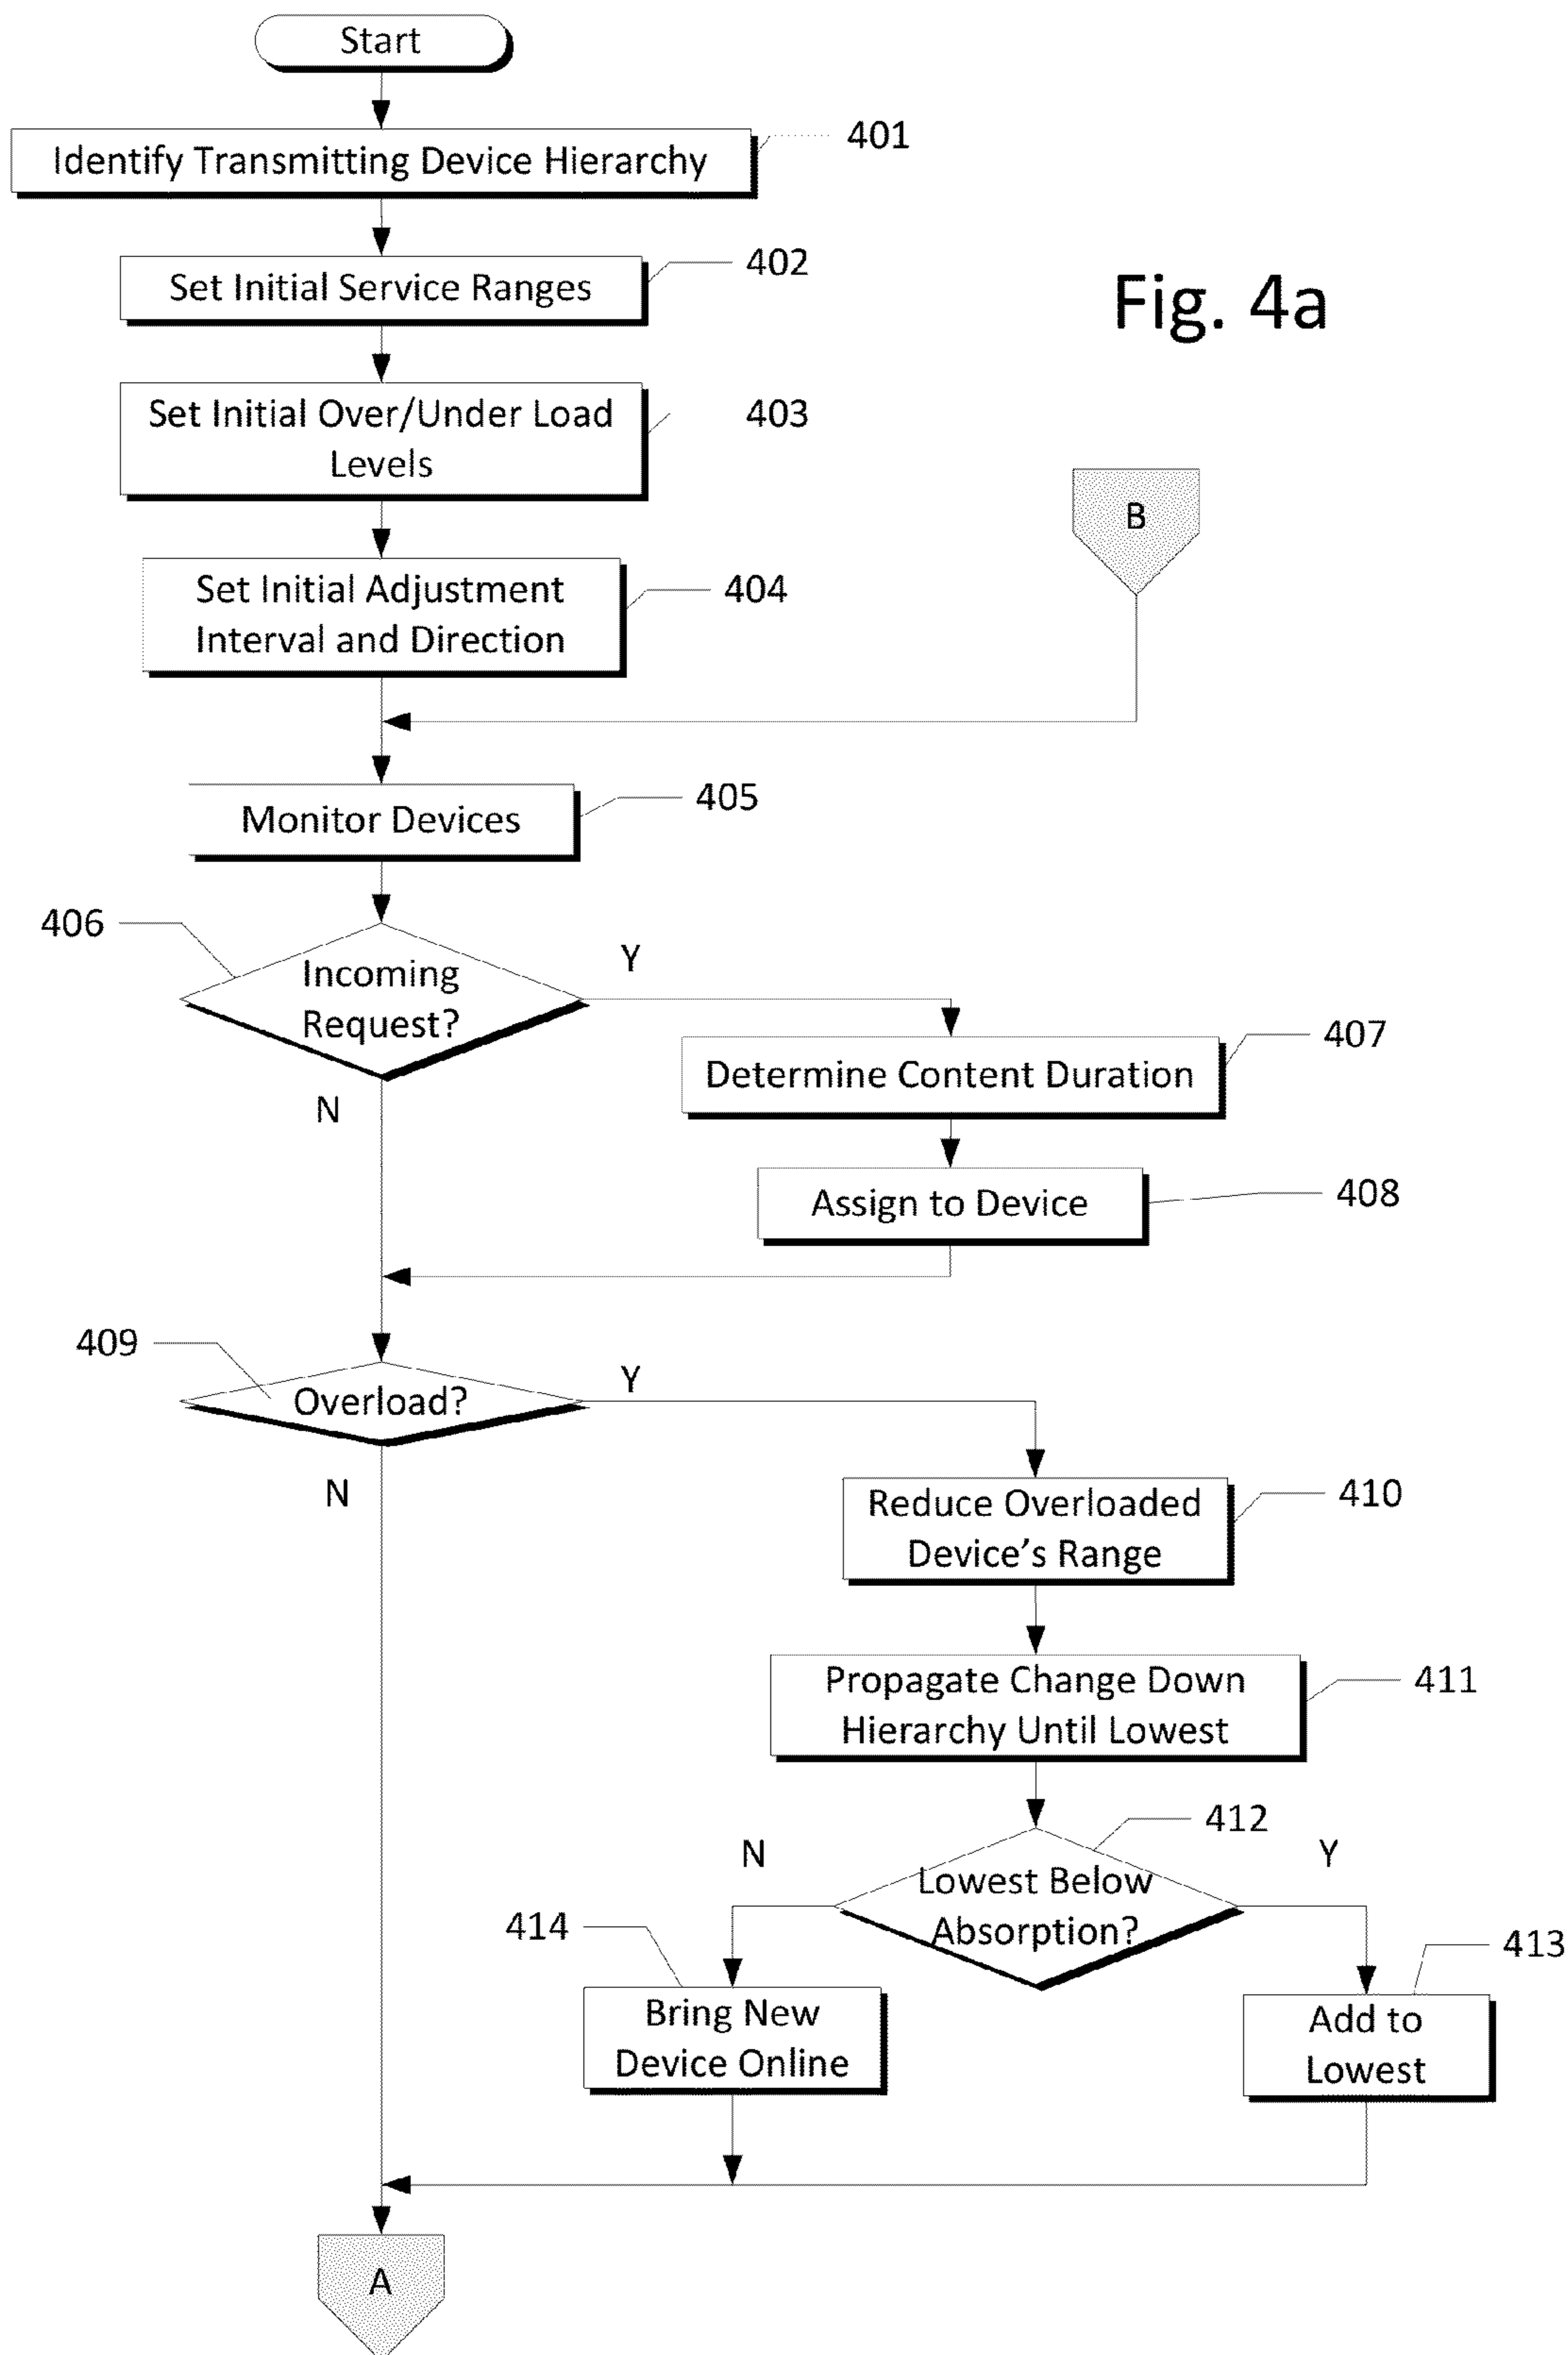 Start
Identify Transmitting Device Hierarchy
401
Set Initial Service Ranges
402
Fig. 4a
Set Initial Over/Under Load
Levels
403
B
Set Initial Adjustment
Interval and Direction
404
Monitor Devices
405
406
Incoming
Request?
Y
N
Determine Content Duration
407
Assign to Device
408
409
Overload?
Y
N
Reduce Overloaded
Device's Range
410
Propagate Change Down
Hierarchy Until Lowest
411
412
N
Lowest Below
Absorption?
Y
414
Bring New
Device Online
413
Add to
Lowest
A